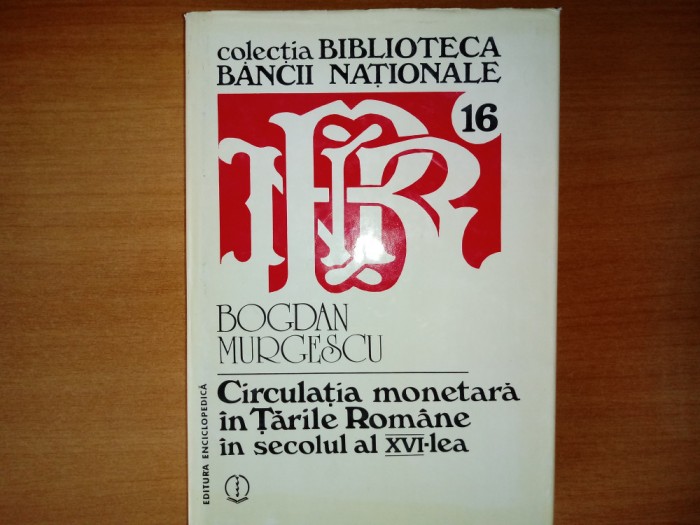 colecția BIBLIOTECA
BĂNCII NAȚIONALE
16
BNR
BOGDAN
MURGESCU
Circulația monetară
în Țările Române
în secolul al XVI-lea
EDITURA ENCICLOPEDICĂ